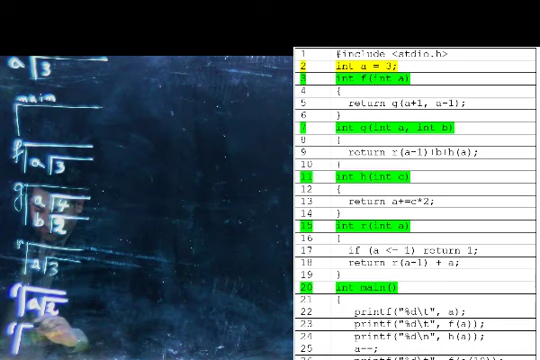 a 3
main
f a 3
g a 4
b 2
r a 3
r a 2
r
1 #include <stdio.h>
2 int a = 3;
3 int f(int a)
4 {
5 return g(a+1, a-1);
6 }
7 int g(int a, int b)
8 {
9 return r(a-1)+b+h(a);
10 }
11 int h(int c)
12 {
13 return a+=c*2;
14 }
15 int r(int a)
16 {
17 if (a <= 1) return 1;
18 return r(a-1) + a;
19 }
20 int main()
21 {
22 printf("%d\t", a);
23 printf("%d\t", f(a));
24 printf("%d\n", h(a));
25 a--;